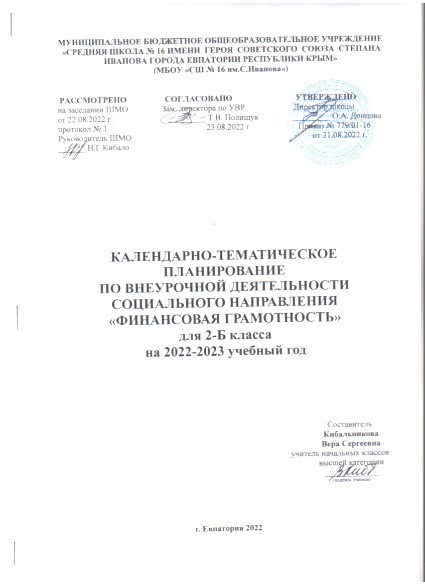 МУНИЦИПАЛЬНОЕ БЮДЖЕТНОЕ ОБЩЕОБРАЗОВАТЕЛЬНОЕ УЧРЕЖДЕНИЕ
«СРЕДНЯЯ ШКОЛА № 16 ИМЕНИ ГЕРОЯ СОВЕТСКОГО СОЮЗА СТЕПАНА
ИВАНОВА ГОРОДА ЕВПАТОРИИ РЕСПУБЛИКИ КРЫМ»
(МБОУ «СШ № 16 им.С.Иванова»)
РАССМОТРЕНО
на заседании ШМО
от 22.08.2022 г.
протокол № 1
Руководитель ШМО
Н.Г Кибало
СОГЛАСОВАНО
Зам. директора по УВР
Т.В. Полищук
23.08.2022 г
УТВЕРЖДЕНО
Директор школы
О.А. Донцова
Приказ № 779/01-16
от 31.08.2022 г.
КАЛЕНДАРНО-ТЕМАТИЧЕСКОЕ
ПЛАНИРОВАНИЕ
ПО ВНЕУРОЧНОЙ ДЕЯТЕЛЬНОСТИ
СОЦИАЛЬНОГО НАПРАВЛЕНИЯ
«ФИНАНСОВАЯ ГРАМОТНОСТЬ»
для 2-Б класса
на 2022-2023 учебный год
Составитель
Кибальникова
Вера Сергеевна
учитель начальных классов
высшей категории
(подпись учителя)
г. Евпатория 2022